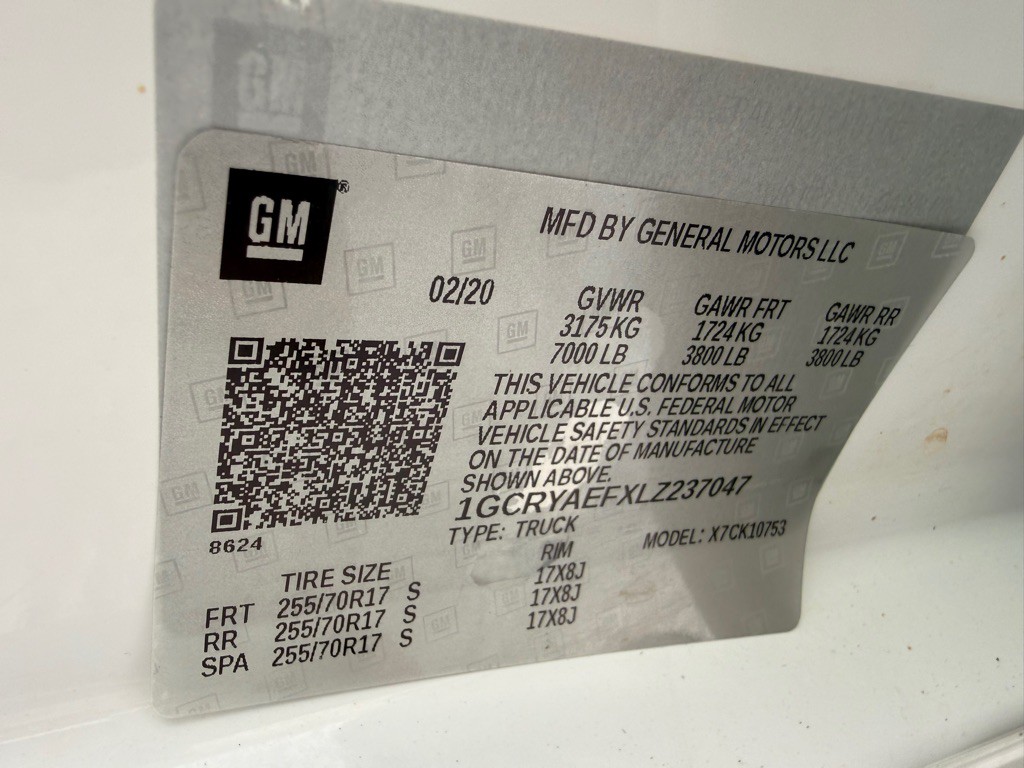 GM®
MFD BY GENERAL MOTORS LLC
02/20
GVWR GAWR FRT GAWR RR
3175 KG 1724 KG 1724 KG
7000 LB 3800 LB 3800 LB
THIS VEHICLE CONFORMS TO ALL
APPLICABLE U.S. FEDERAL MOTOR
VEHICLE SAFETY STANDARDS IN EFFECT
ON THE DATE OF MANUFACTURE
SHOWN ABOVE.
1GCRYAEFXLZ237047
TYPE: TRUCK MODEL: X7CK10753
8624
TIRE SIZE RIM
FRT 255/70R17 S 17X8J
RR 255/70R17 S 17X8J
SPA 255/70R17 S 17X8J